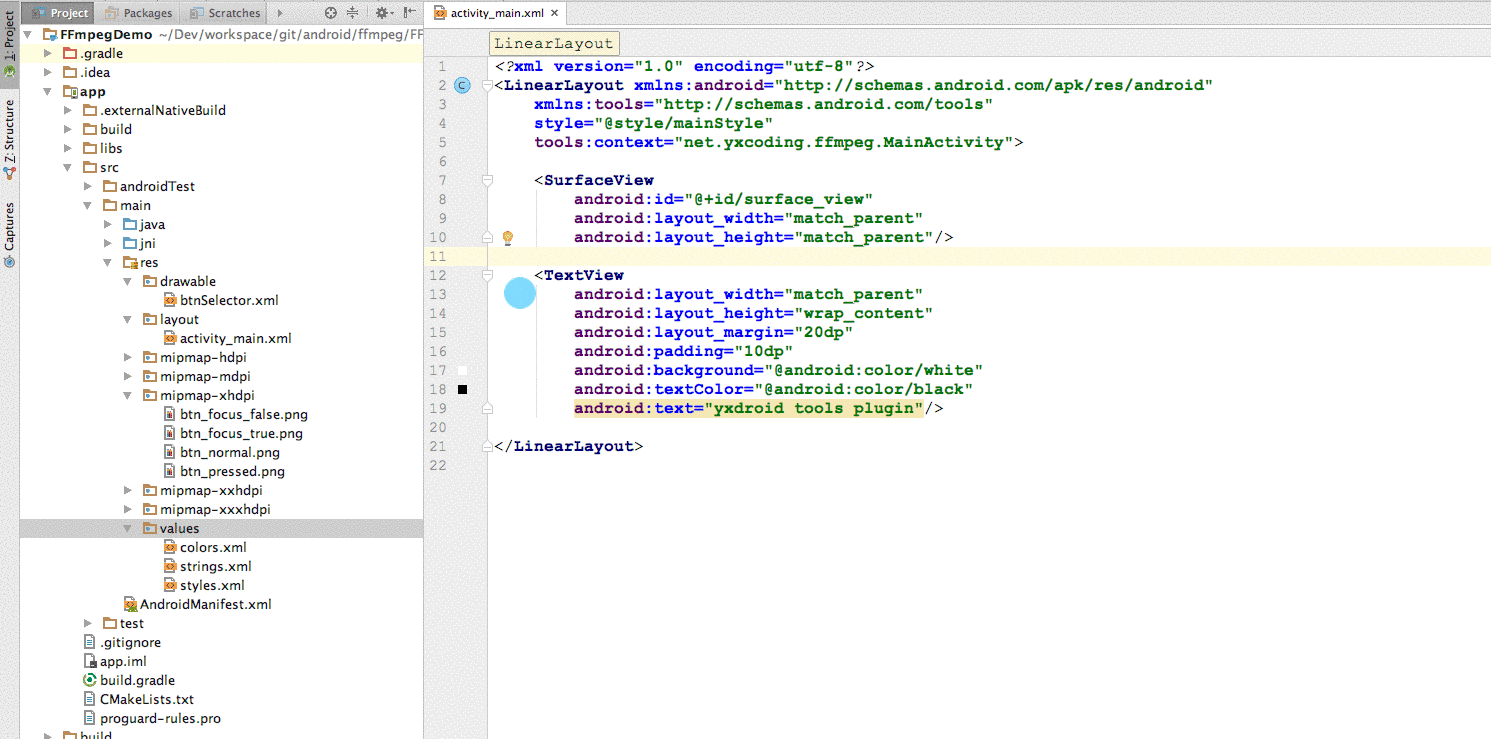 Project Packages Scratches
FFmpegDemo ~/Dev/workspace/git/android/ffmpeg/FF
.gradle
.idea
app
.externalNativeBuild
build
libs
src
androidTest
main
java
jni
res
drawable
btnSelector.xml
layout
activity_main.xml
mipmap-hdpi
mipmap-mdpi
mipmap-xhdpi
btn_focus_false.png
btn_focus_true.png
btn_normal.png
btn_pressed.png
mipmap-xxhdpi
mipmap-xxxhdpi
values
colors.xml
strings.xml
styles.xml
AndroidManifest.xml
test
.gitignore
app.iml
build.gradle
CMakeLists.txt
proguard-rules.pro
build
1: Project
Z: Structure
Captures
activity_main.xml
LinearLayout
1 <?xml version="1.0" encoding="utf-8"?>
2 C <LinearLayout xmlns:android="http://schemas.android.com/apk/res/android"
3 xmlns:tools="http://schemas.android.com/tools"
4 style="@style/mainStyle"
5 tools:context="net.yxcoding.ffmpeg.MainActivity">
6
7 <SurfaceView
8 android:id="@+id/surface_view"
9 android:layout_width="match_parent"
10 android:layout_height="match_parent"/>
11
12 <TextView
13 android:layout_width="match_parent"
14 android:layout_height="wrap_content"
15 android:layout_margin="20dp"
16 android:padding="10dp"
17 android:background="@android:color/white"
18 android:textColor="@android:color/black"
19 android:text="yxdroid tools plugin"/>
20
21 </LinearLayout>
22